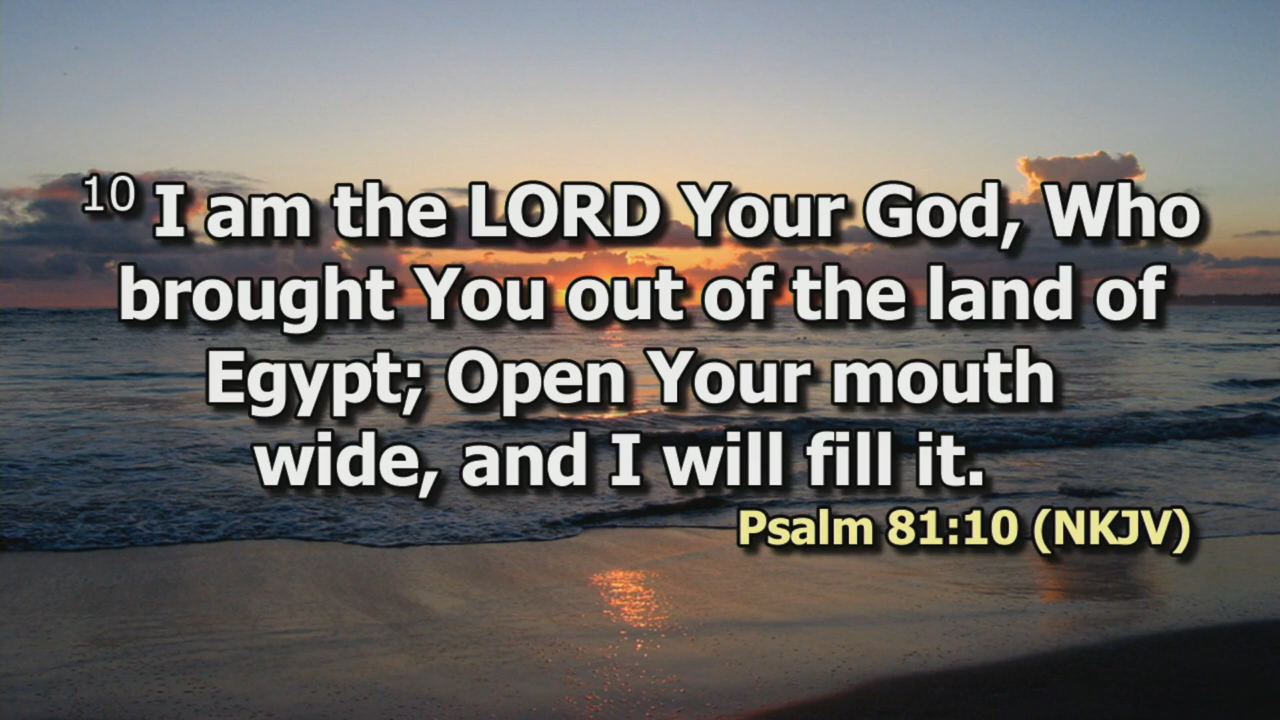 10 I am the LORD Your God, Who
brought You out of the land of
Egypt; Open Your mouth
wide, and I will fill it.
Psalm 81:10 (NKJV)